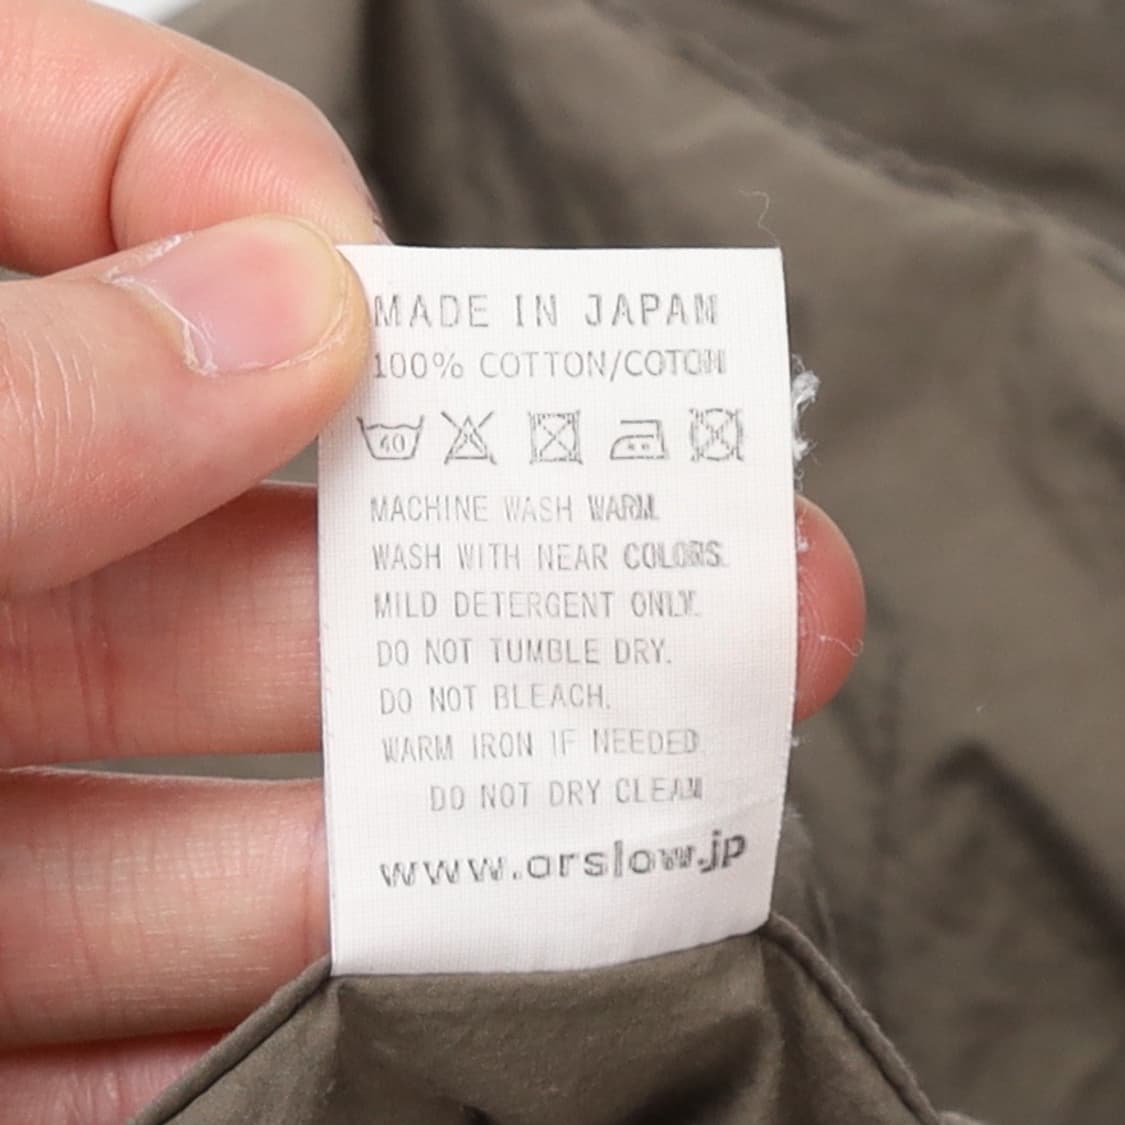 MADE IN JAPAN
100% COTTON/COTON
40
MACHINE WASH WARM.
WASH WITH NEAR COLORS.
MILD DETERGENT ONLY.
DO NOT TUMBLE DRY.
DO NOT BLEACH.
WARM IRON IF NEEDED
DO NOT DRY CLEAN
www.orslow.jp